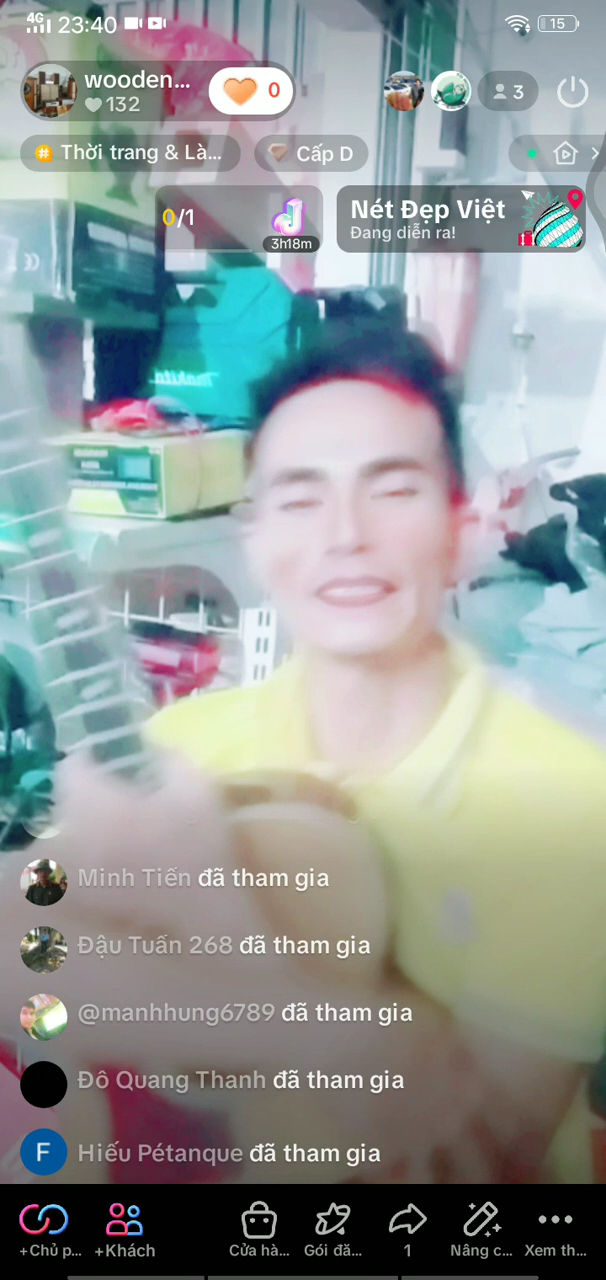 4G 23:40 15
wooden...
132
0
3
Thời trang & Là...
Cấp D
0/1
3h18m
Nét Đẹp Việt
Đang diễn ra!
Makita
Minh Tiến đã tham gia
Đậu Tuấn 268 đã tham gia
@manhhung6789 đã tham gia
Đô Quang Thanh đã tham gia
F
Hiếu Pétanque đã tham gia
+Chủ p...
+Khách
Cửa hà...
Gói đă...
1
Nâng c...
Xem th...